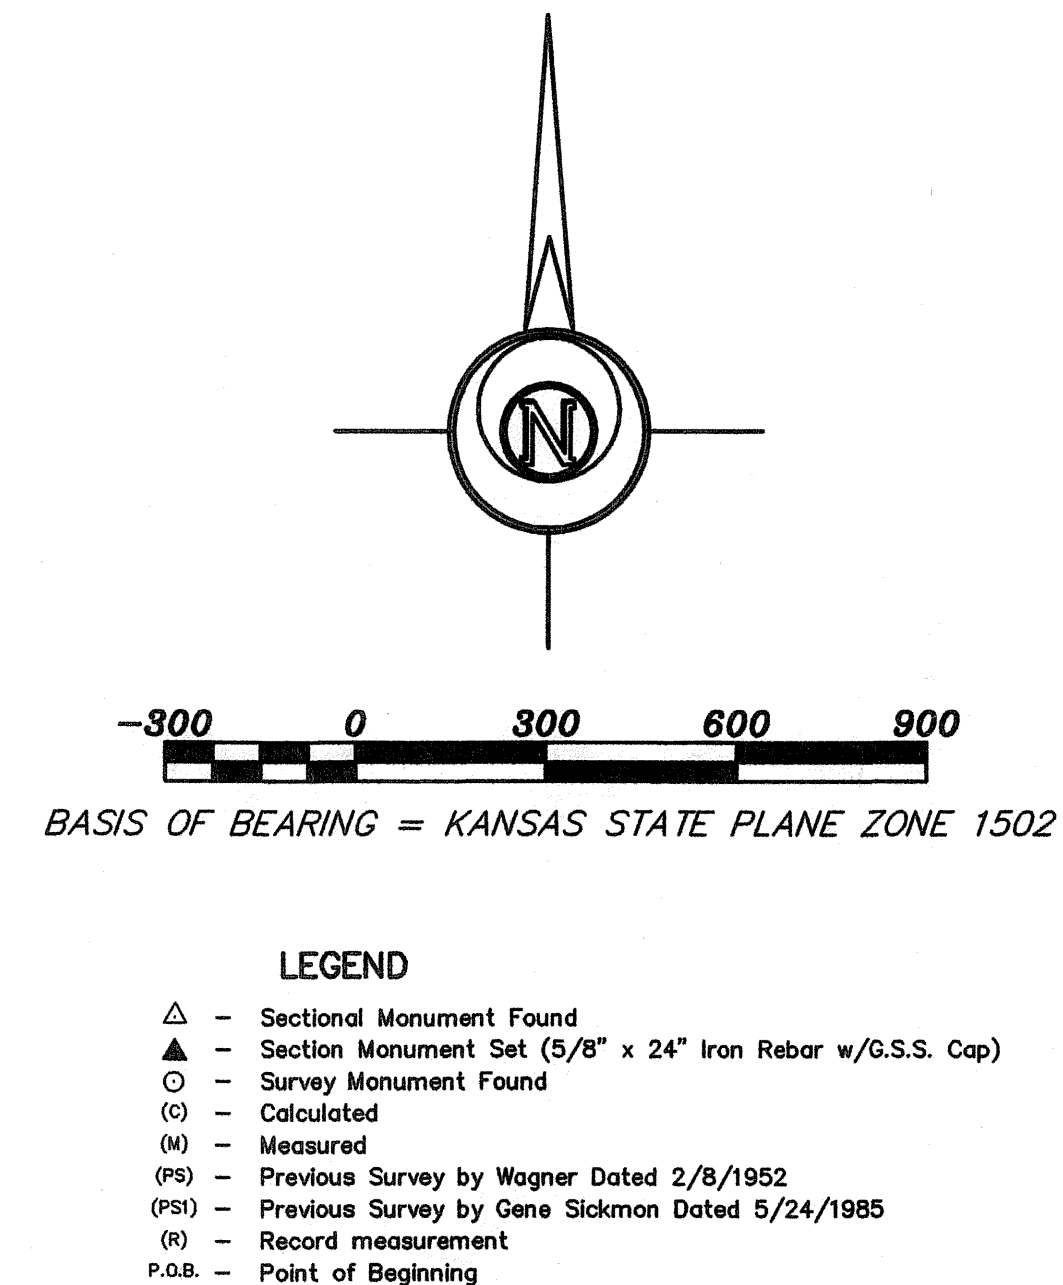 N
-300 0 300 600 900
BASIS OF BEARING = KANSAS STATE PLANE ZONE 1502
LEGEND
△ – Sectional Monument Found
▲ – Section Monument Set (5/8" x 24" Iron Rebar w/G.S.S. Cap)
⊙ – Survey Monument Found
(C) – Calculated
(M) – Measured
(PS) – Previous Survey by Wagner Dated 2/8/1952
(PS1) – Previous Survey by Gene Sickmon Dated 5/24/1985
(R) – Record measurement
P.O.B. – Point of Beginning